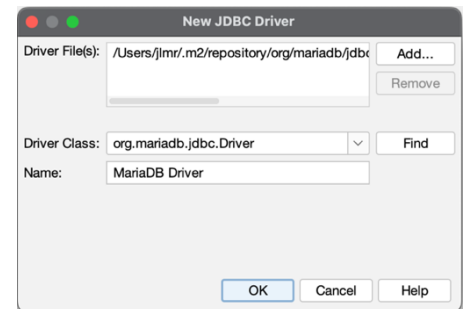 New JDBC Driver
Driver File(s): /Users/jlmr/.m2/repository/org/mariadb/jdbc Add...
Remove
Driver Class: org.mariadb.jdbc.Driver Find
Name: MariaDB Driver
OK Cancel Help